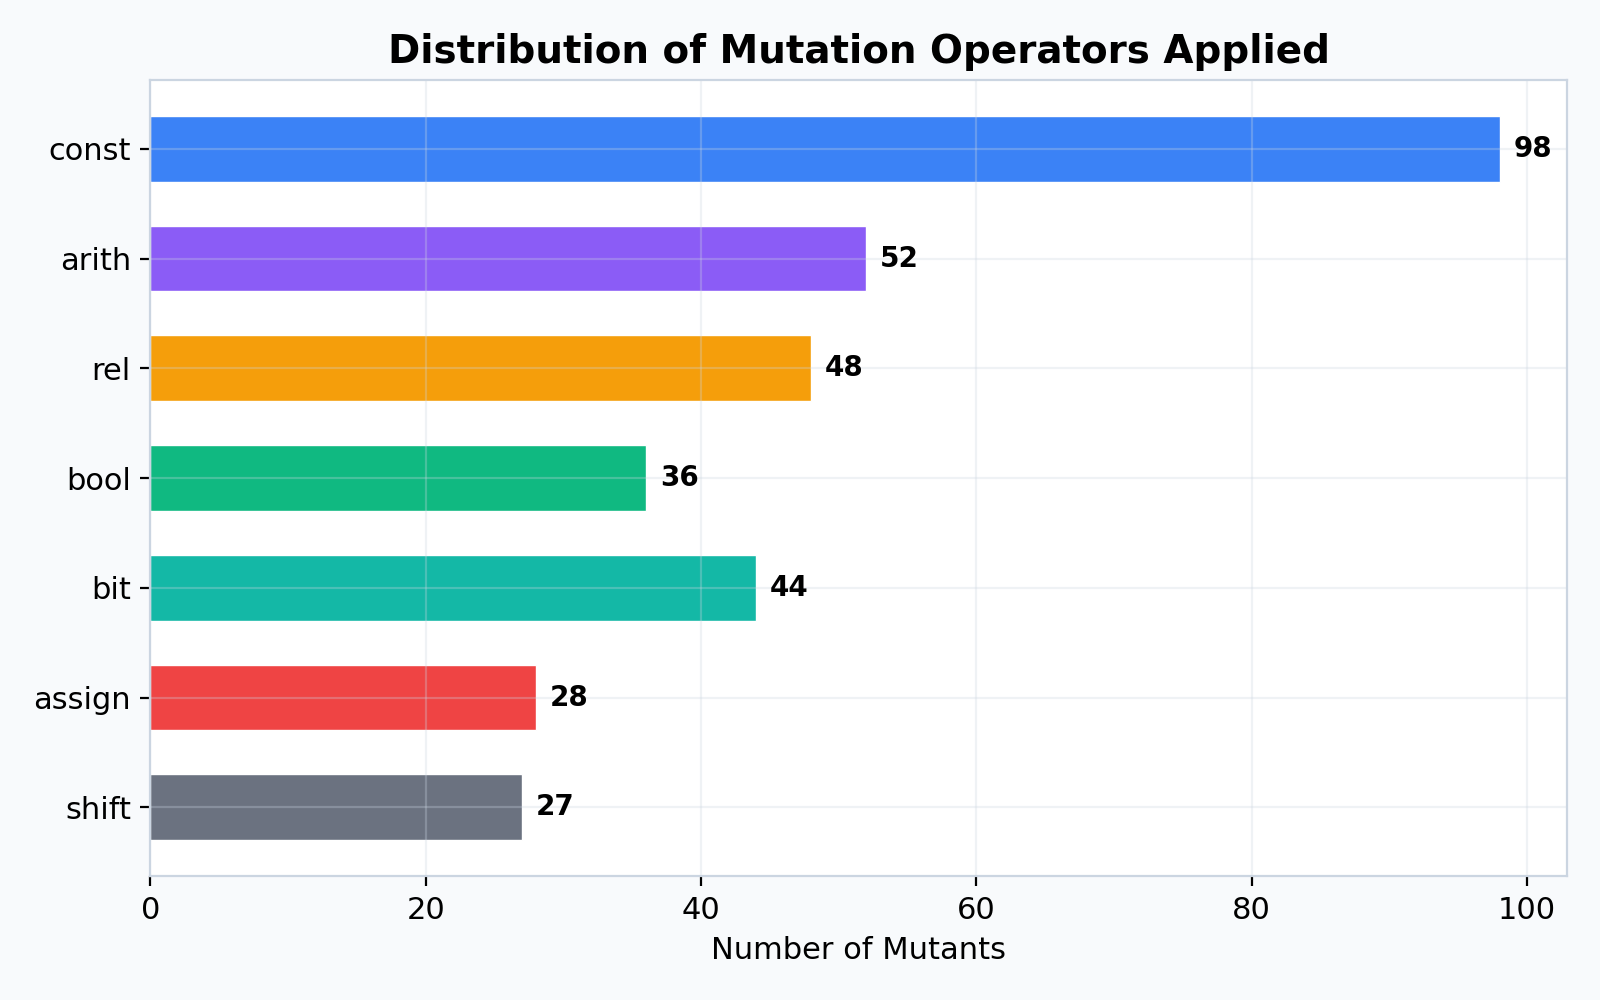 Distribution of Mutation Operators Applied
const 98
arith 52
rel 48
bool 36
bit 44
assign 28
shift 27
0 20 40 60 80 100
Number of Mutants